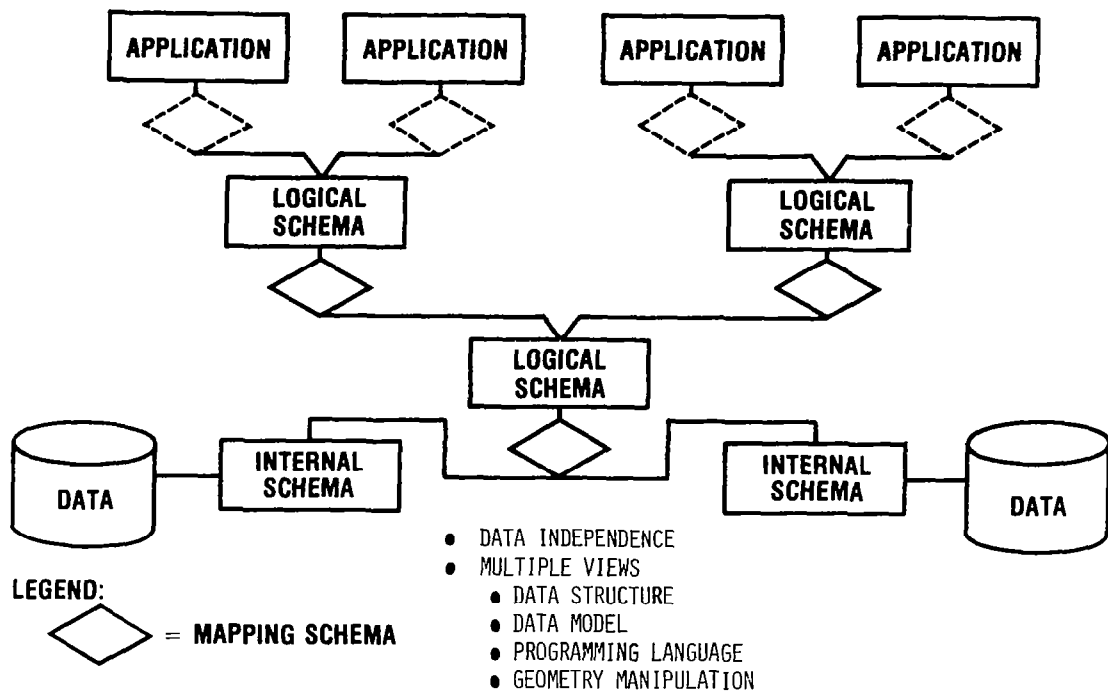 APPLICATION
APPLICATION
APPLICATION
APPLICATION
LOGICAL
SCHEMA
LOGICAL
SCHEMA
LOGICAL
SCHEMA
DATA
INTERNAL
SCHEMA
INTERNAL
SCHEMA
DATA
• DATA INDEPENDENCE
• MULTIPLE VIEWS
• DATA STRUCTURE
• DATA MODEL
• PROGRAMMING LANGUAGE
• GEOMETRY MANIPULATION
LEGEND:
= MAPPING SCHEMA